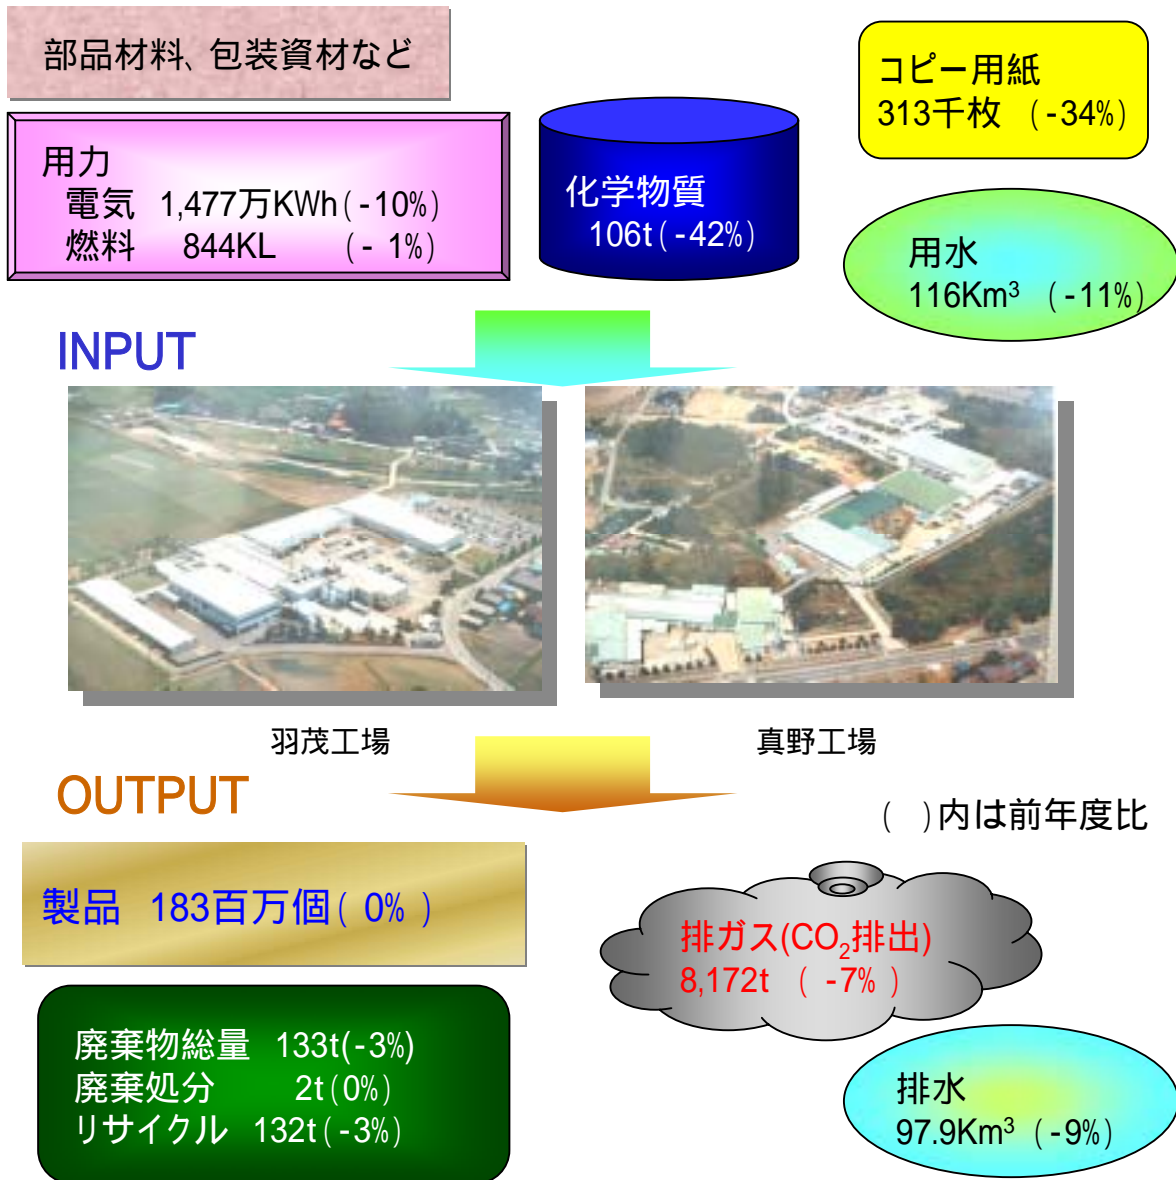 部品材料、包装資材など
コピー用紙
313千枚 (-34%)
用力
電気 1,477万KWh(-10%)
燃料 844KL (- 1%)
化学物質
106t(-42%)
用水
116Km³ (-11%)
INPUT
羽茂工場
真野工場
OUTPUT
( )内は前年度比
製品 183百万個( 0% )
排ガス(CO₂排出)
8,172t ( -7% )
廃棄物総量 133t(-3%)
廃棄処分 2t(0%)
リサイクル 132t(-3%)
排水
97.9Km³ (-9%)